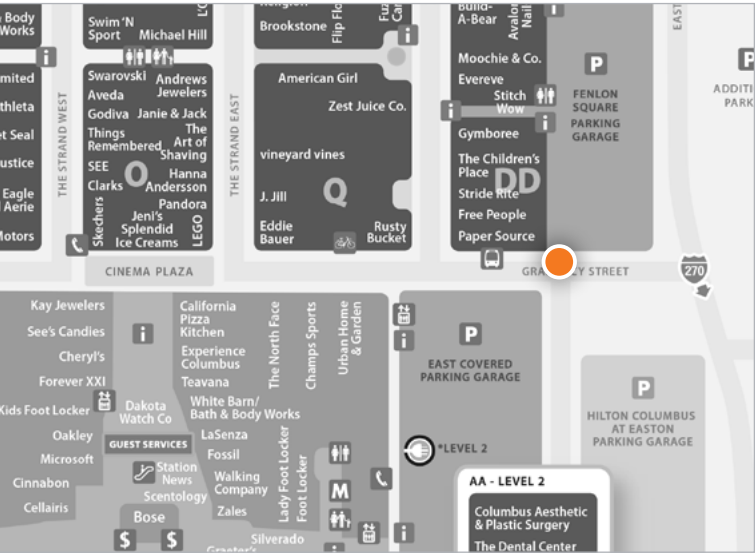 Body
Works
Swim 'N
Sport
Michael Hill
Brookstone
Flip Flo
Build-
A-Bear
Avalon
Nail
EAST
mited
thleta
et Seal
ustice
Eagle
Aerie
Motors
THE STRAND WEST
Swarovski
Andrews
Jewelers
Aveda
Godiva
Janie & Jack
Things
Remembered
The
Art of
Shaving
SEE
O
Hanna
Andersson
Clarks
Pandora
Skechers
Jeni's
Splendid
Ice Creams
LEGO
THE STRAND EAST
American Girl
Zest Juice Co.
vineyard vines
J. Jill
Q
Eddie
Bauer
Rusty
Bucket
Moochie & Co.
Evereve
Stitch
Wow
Gymboree
The Children's
Place
DD
Stride Rite
Free People
Paper Source
P
FENLON
SQUARE
PARKING
GARAGE
P
ADDITI
PARK
CINEMA PLAZA
EY STREET
270
Kay Jewelers
See's Candies
Cheryl's
Forever XXI
Kids Foot Locker
Oakley
Microsoft
Cinnabon
Cellairis
i
Dakota
Watch Co
GUEST SERVICES
Station
News
Scentology
Bose
$ $
California
Pizza
Kitchen
Experience
Columbus
Teavana
White Barn/
Bath & Body Works
LaSenza
Fossil
Walking
Company
Zales
Silverado
The North Face
Champs Sports
Urban Home
& Garden
Lady Foot Locker
Foot Locker
M
P
EAST COVERED
PARKING GARAGE
*LEVEL 2
AA - LEVEL 2
Columbus Aesthetic
& Plastic Surgery
The Dental Center
P
HILTON COLUMBUS
AT EASTON
PARKING GARAGE